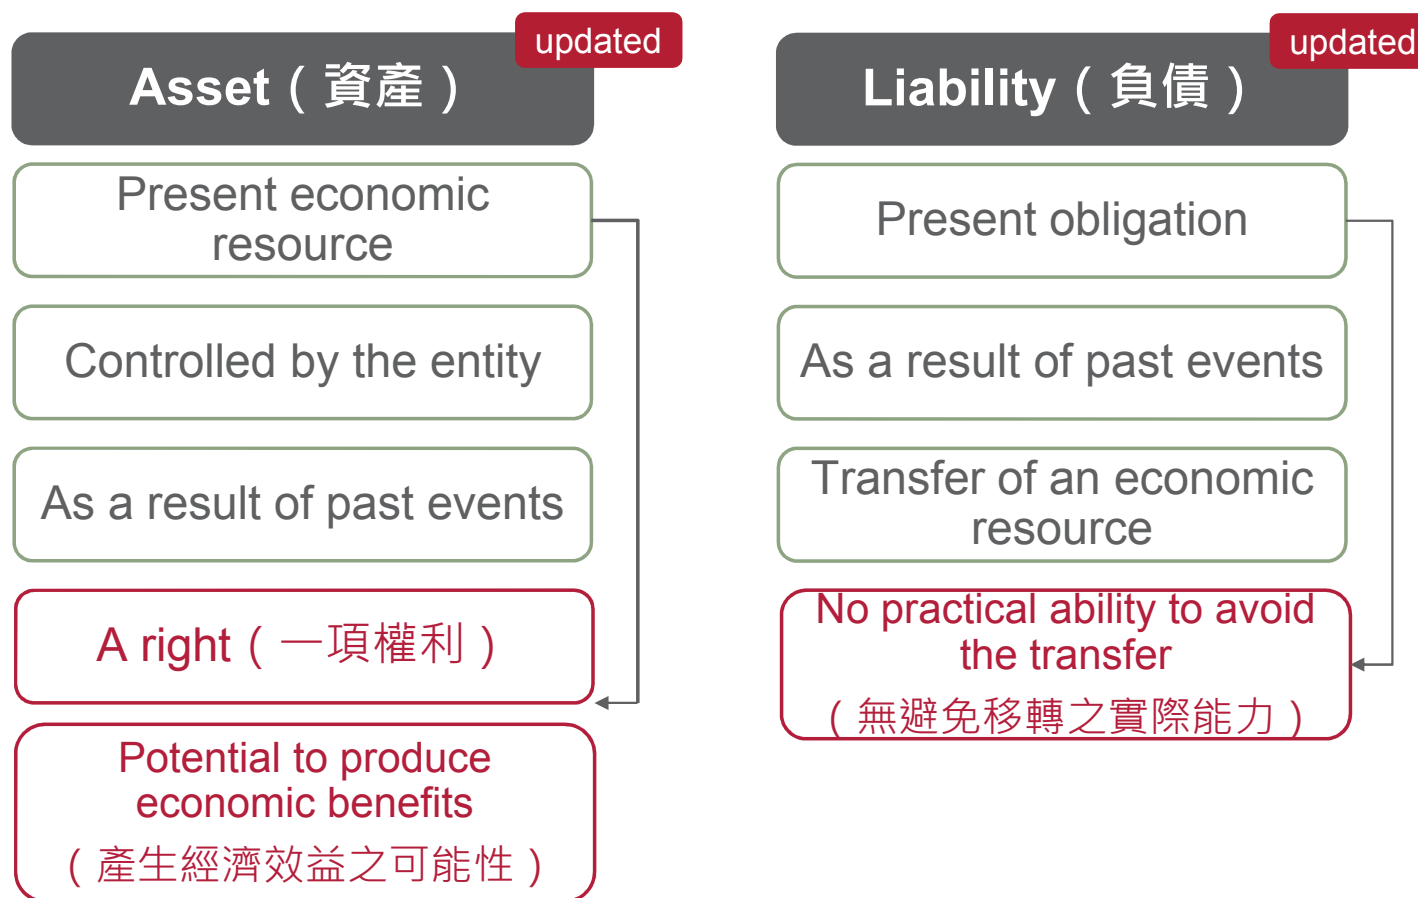 updated
Asset（資產）
Present economic
resource
Controlled by the entity
As a result of past events
A right（一項權利）
Potential to produce
economic benefits
（產生經濟效益之可能性）
updated
Liability（負債）
Present obligation
As a result of past events
Transfer of an economic
resource
No practical ability to avoid
the transfer
（無避免移轉之實際能力）